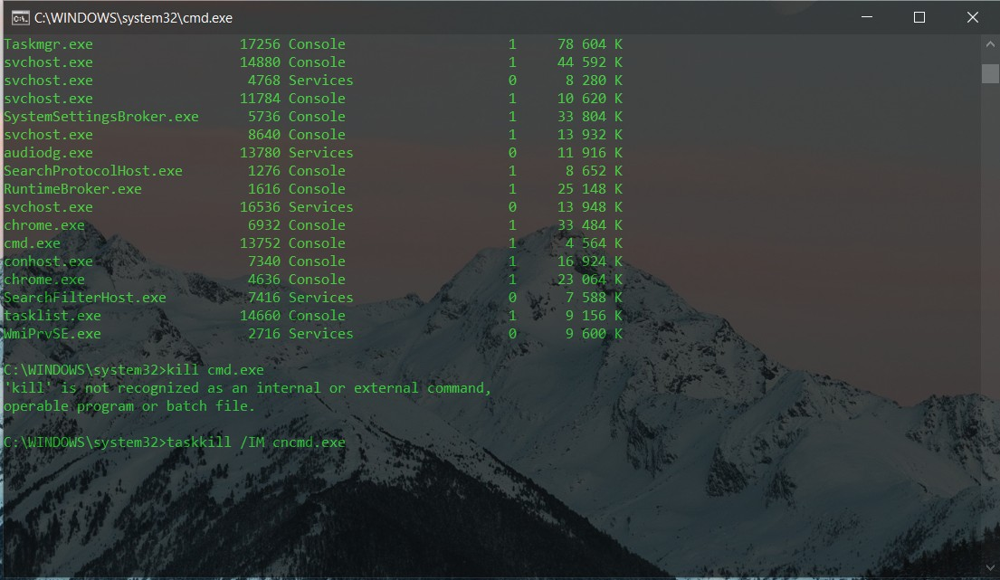 C:\WINDOWS\system32\cmd.exe
Taskmgr.exe 17256 Console 1 78 604 K
svchost.exe 14880 Console 1 44 592 K
svchost.exe 4768 Services 0 8 280 K
svchost.exe 11784 Console 1 10 620 K
SystemSettingsBroker.exe 5736 Console 1 33 804 K
svchost.exe 8640 Console 1 13 932 K
audiodg.exe 13780 Services 0 11 916 K
SearchProtocolHost.exe 1276 Console 1 8 652 K
RuntimeBroker.exe 1616 Console 1 25 148 K
svchost.exe 16536 Services 0 13 948 K
chrome.exe 6932 Console 1 33 484 K
cmd.exe 13752 Console 1 4 564 K
conhost.exe 7340 Console 1 16 924 K
chrome.exe 4636 Console 1 23 064 K
SearchFilterHost.exe 7416 Services 0 7 588 K
tasklist.exe 14660 Console 1 9 156 K
WmiPrvSE.exe 2716 Services 0 9 600 K
C:\WINDOWS\system32>kill cmd.exe
'kill' is not recognized as an internal or external command,
operable program or batch file.
C:\WINDOWS\system32>taskkill /IM cncmd.exe